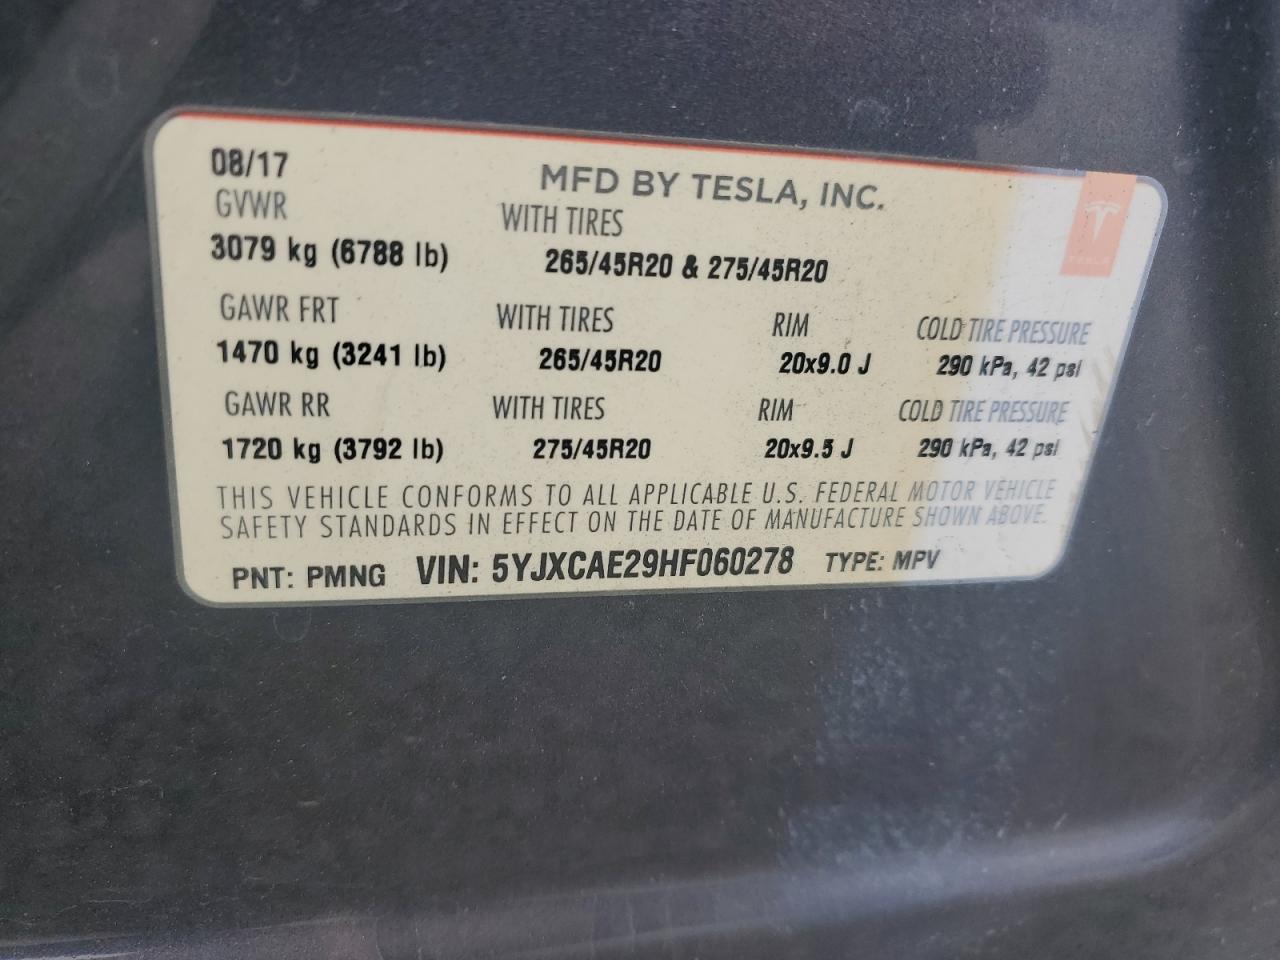 08/17 MFD BY TESLA, INC.
GVWR WITH TIRES
3079 kg (6788 lb) 265/45R20 & 275/45R20
GAWR FRT WITH TIRES RIM COLD TIRE PRESSURE
1470 kg (3241 lb) 265/45R20 20x9.0 J 290 kPa, 42 psi
GAWR RR WITH TIRES RIM COLD TIRE PRESSURE
1720 kg (3792 lb) 275/45R20 20x9.5 J 290 kPa, 42 psi
THIS VEHICLE CONFORMS TO ALL APPLICABLE U.S. FEDERAL MOTOR VEHICLE
SAFETY STANDARDS IN EFFECT ON THE DATE OF MANUFACTURE SHOWN ABOVE.
PNT: PMNG VIN: 5YJXCAE29HF060278 TYPE: MPV
TESLA